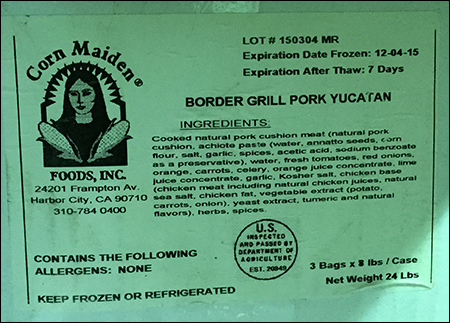 Corn Maiden®
FOODS, INC.
24201 Frampton Av.
Harbor City, CA 90710
310-784 0400
LOT # 150304 MR
Expiration Date Frozen: 12-04-15
Expiration After Thaw: 7 Days
BORDER GRILL PORK YUCATAN
INGREDIENTS:
Cooked natural pork cushion meat (natural pork
cushion, achiote paste (water, annatto seeds, corn
flour, salt, garlic, spices, acetic acid, sodium benzoate
as a preservative), water, fresh tomatoes, red onions,
orange, carrots, celery, orange juice concentrate, lime
juice concentrate, garlic, Kosher salt, chicken base
(chicken meat including natural chicken juices, natural
sea salt, chicken fat, vegetable extract (potato,
carrots, onion), yeast extract, turmeric and natural
flavors), herbs, spices.
CONTAINS THE FOLLOWING
ALLERGENS: NONE
KEEP FROZEN OR REFRIGERATED
U.S.
INSPECTED
AND PASSED BY
DEPARTMENT OF
AGRICULTURE
EST. 20949
3 Bags x 8 lbs / Case
Net Weight 24 Lbs